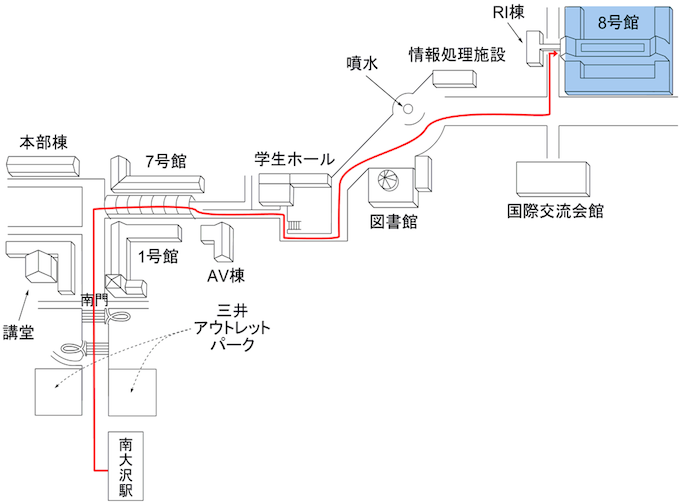 RI棟
8号館
情報処理施設
噴水
本部棟
7号館
学生ホール
図書館
国際交流会館
1号館
AV棟
講堂
南門
三井
アウトレット
パーク
南大沢駅